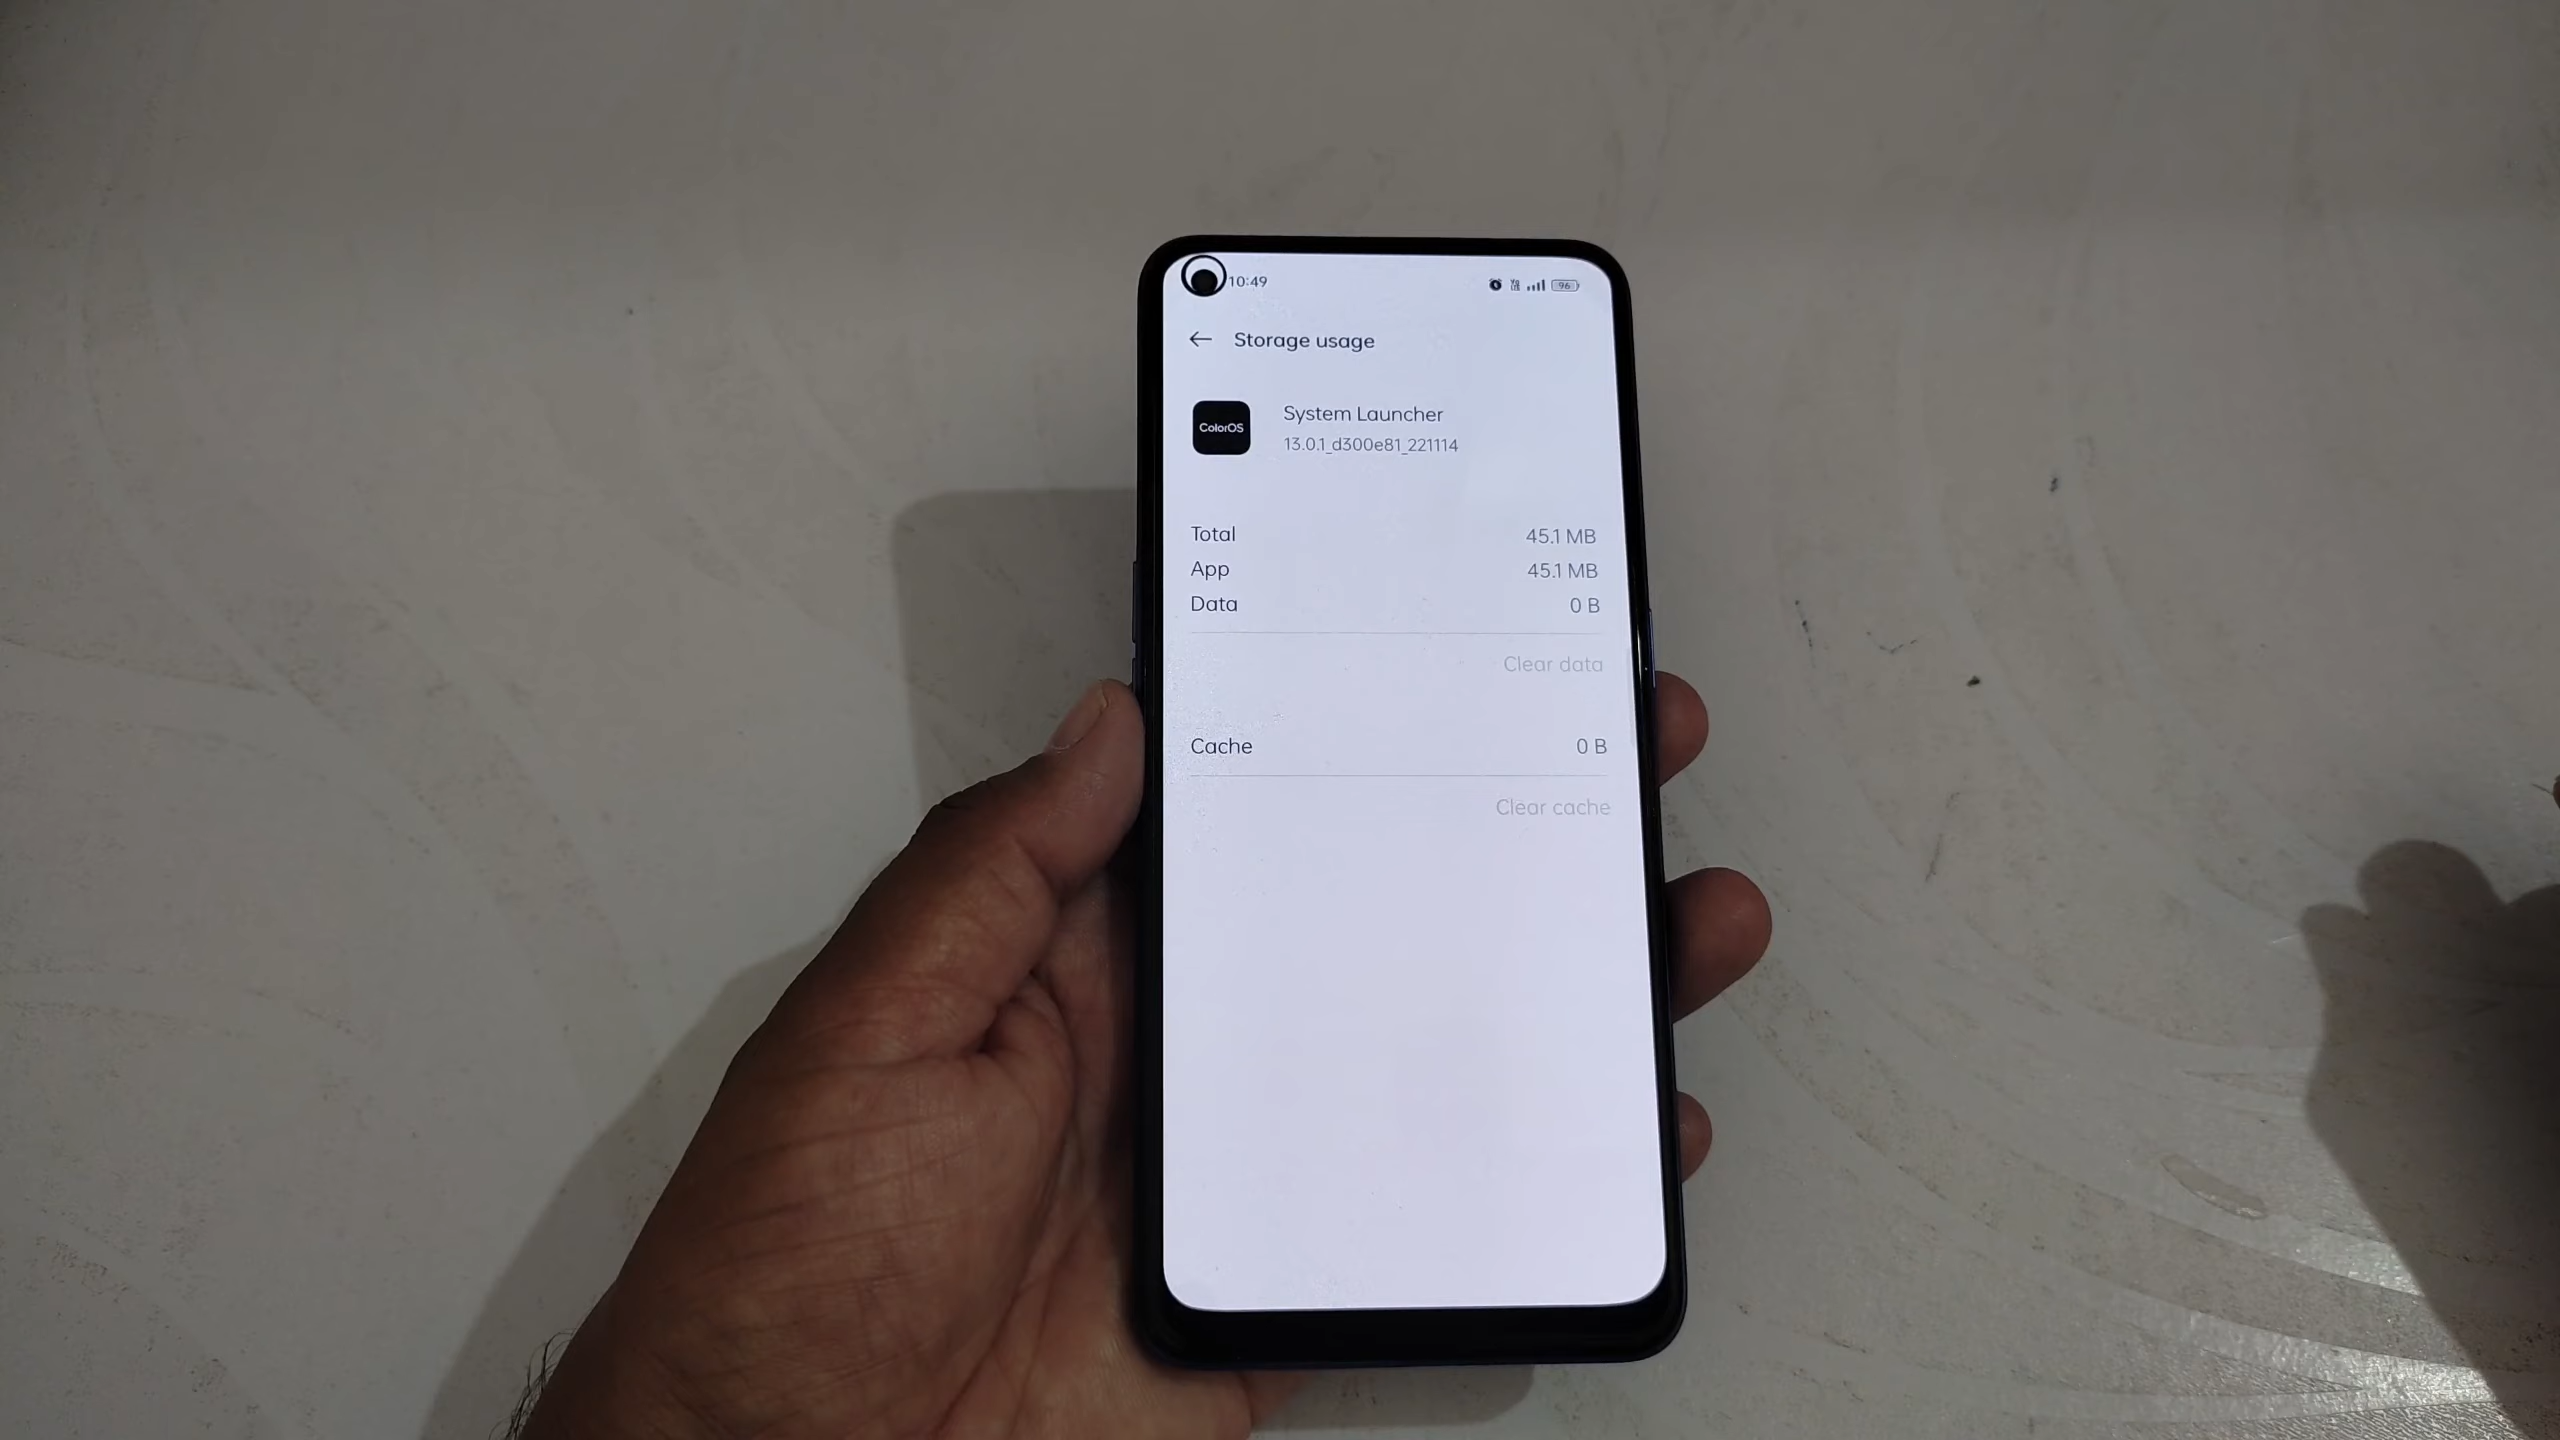 10:49
96
Storage usage
ColorOS
System Launcher
13.0.1_d300e81_221114
Total 45.1 MB
App 45.1 MB
Data 0 B
Clear data
Cache 0 B
Clear cache